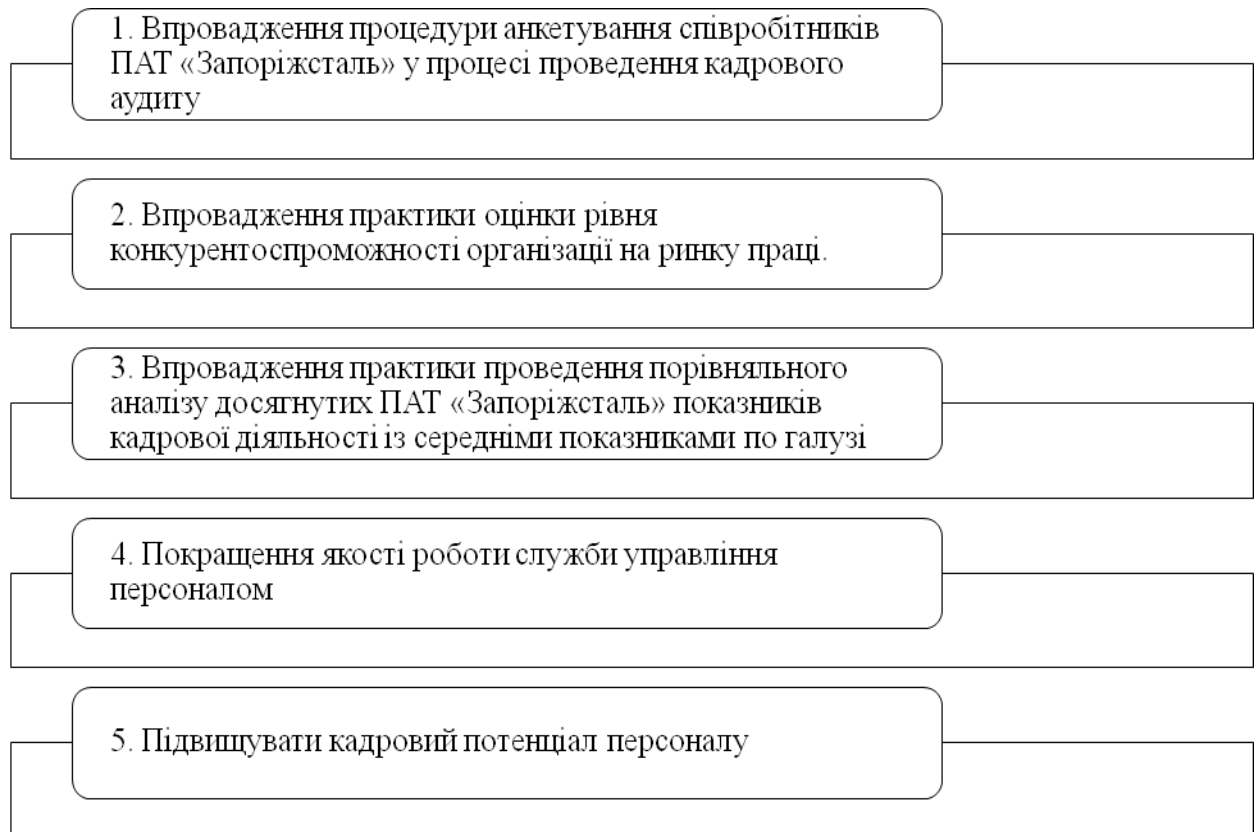 1. Впровадження процедури анкетування співробітників
ПАТ «Запоріжсталь» у процесі проведення кадрового
аудиту
2. Впровадження практики оцінки рівня
конкурентоспроможності організації на ринку праці.
3. Впровадження практики проведення порівняльного
аналізу досягнутих ПАТ «Запоріжсталь» показників
кадрової діяльності із середніми показниками по галузі
4. Покращення якості роботи служби управління
персоналом
5. Підвищувати кадровий потенціал персоналу